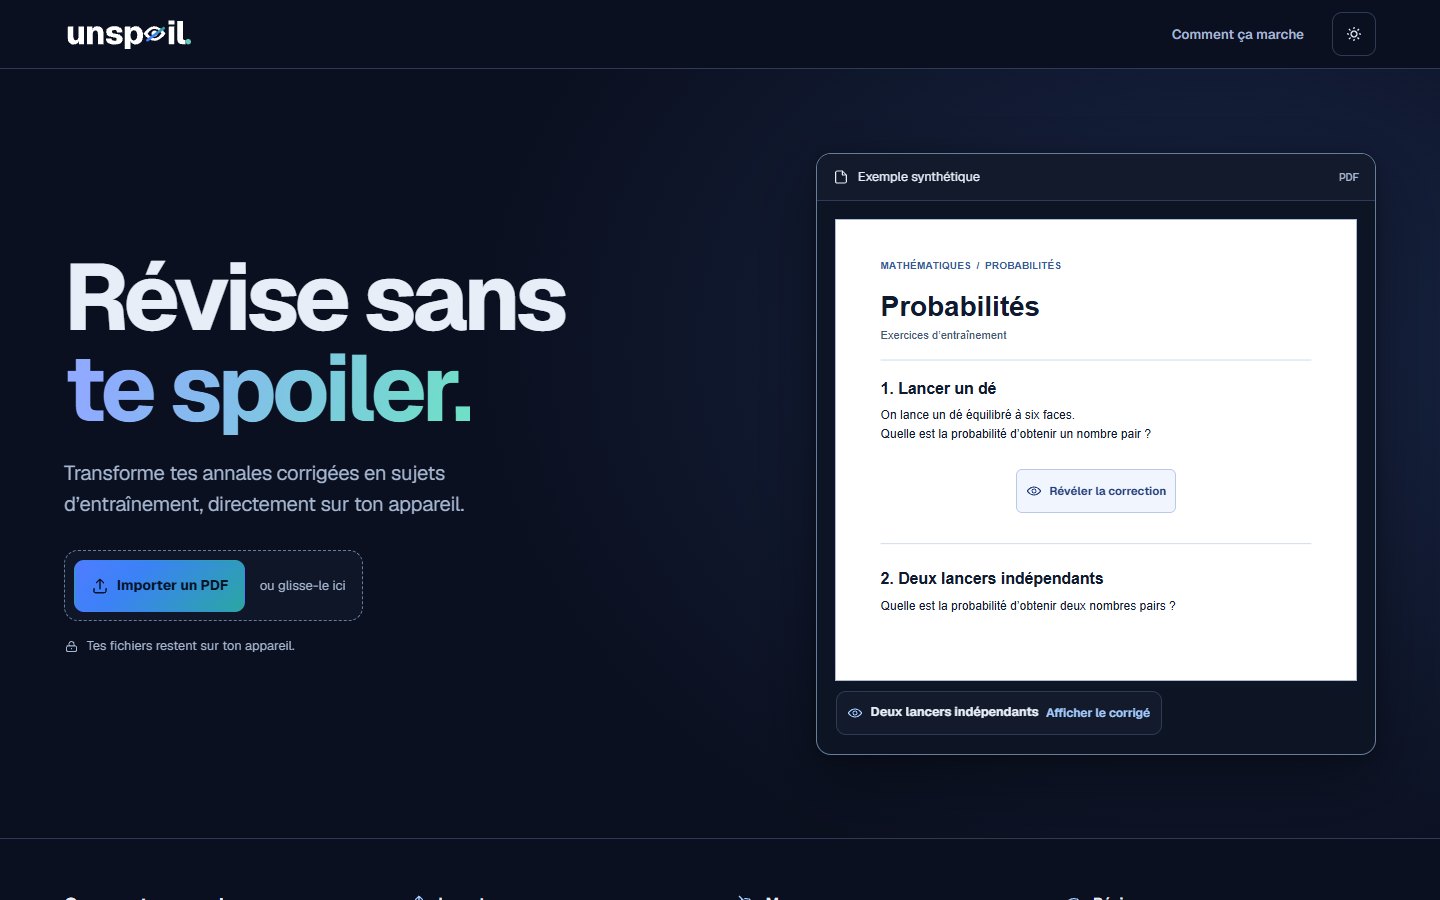 unspoil.
Comment ça marche
Révise sans
te spoiler.
Transforme tes annales corrigées en sujets
d’entraînement, directement sur ton appareil.
Importer un PDF
ou glisse-le ici
Tes fichiers restent sur ton appareil.
Exemple synthétique
PDF
MATHÉMATIQUES / PROBABILITÉS
Probabilités
Exercices d’entraînement
1. Lancer un dé
On lance un dé équilibré à six faces.
Quelle est la probabilité d’obtenir un nombre pair ?
Révéler la correction
2. Deux lancers indépendants
Quelle est la probabilité d’obtenir deux nombres pairs ?
Deux lancers indépendants Afficher le corrigé